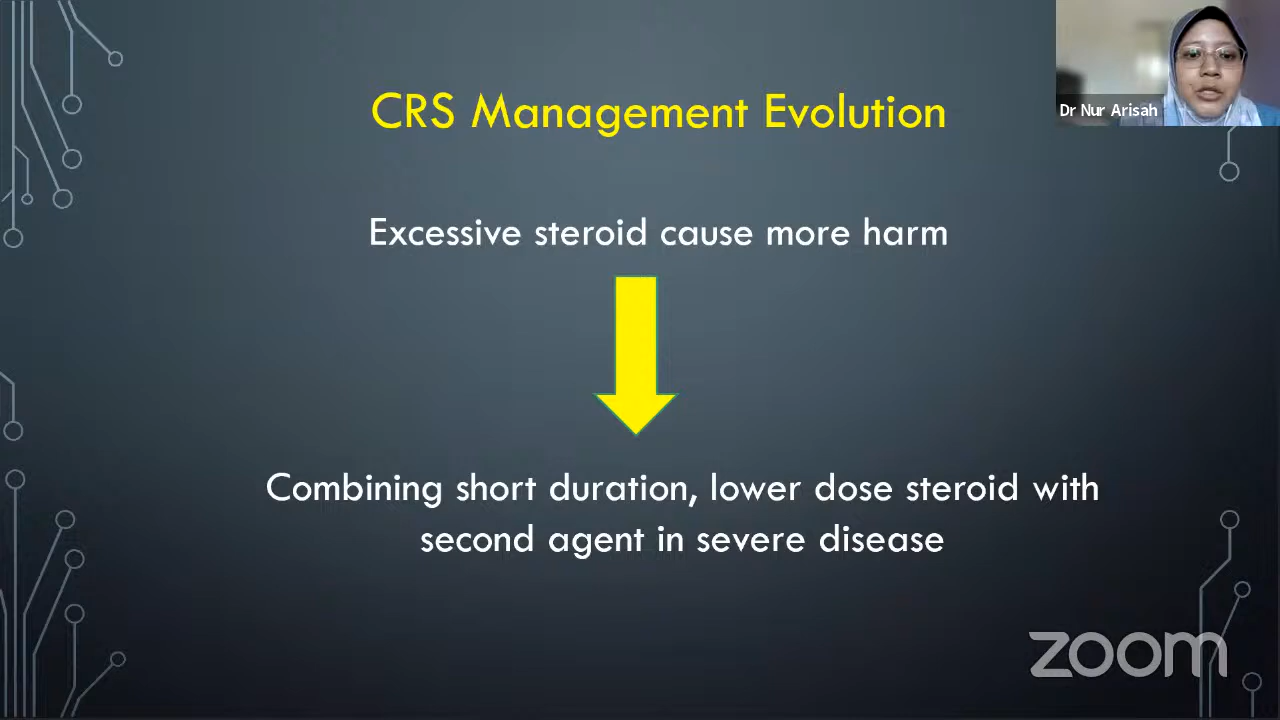 CRS Management Evolution
Dr Nur Arisah
Excessive steroid cause more harm
Combining short duration, lower dose steroid with
second agent in severe disease
zoom